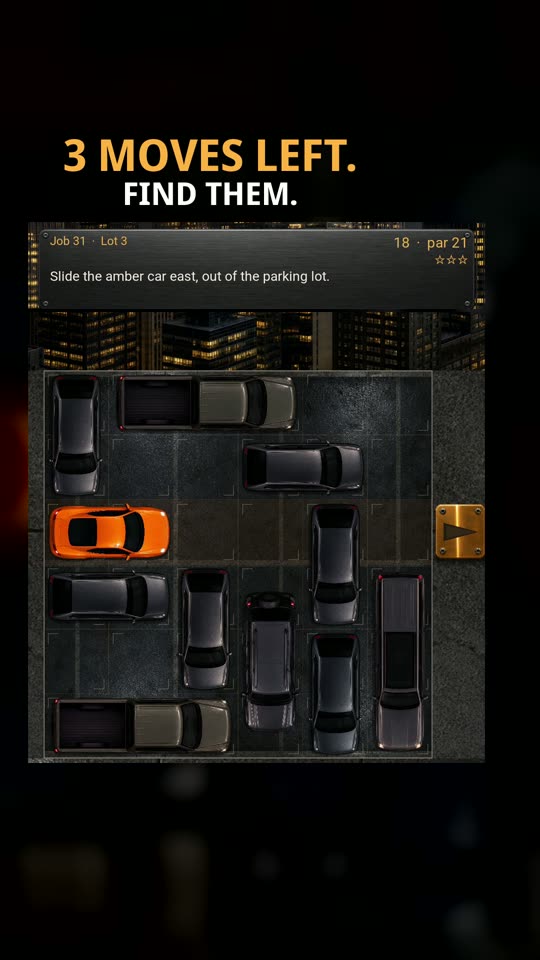 3 MOVES LEFT.
FIND THEM.
Job 31 · Lot 3
18 · par 21
☆☆☆
Slide the amber car east, out of the parking lot.